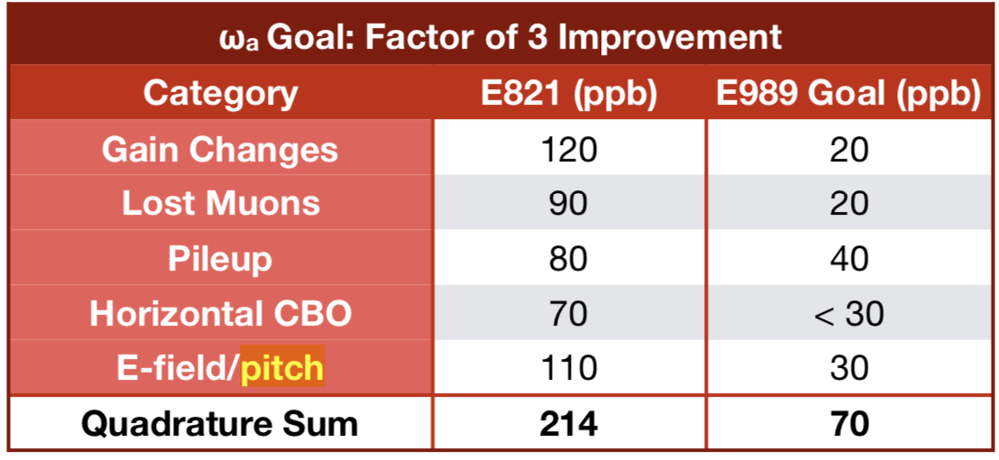 ωa Goal: Factor of 3 Improvement
Category E821 (ppb) E989 Goal (ppb)
Gain Changes 120 20
Lost Muons 90 20
Pileup 80 40
Horizontal CBO 70 < 30
E-field/pitch 110 30
Quadrature Sum 214 70